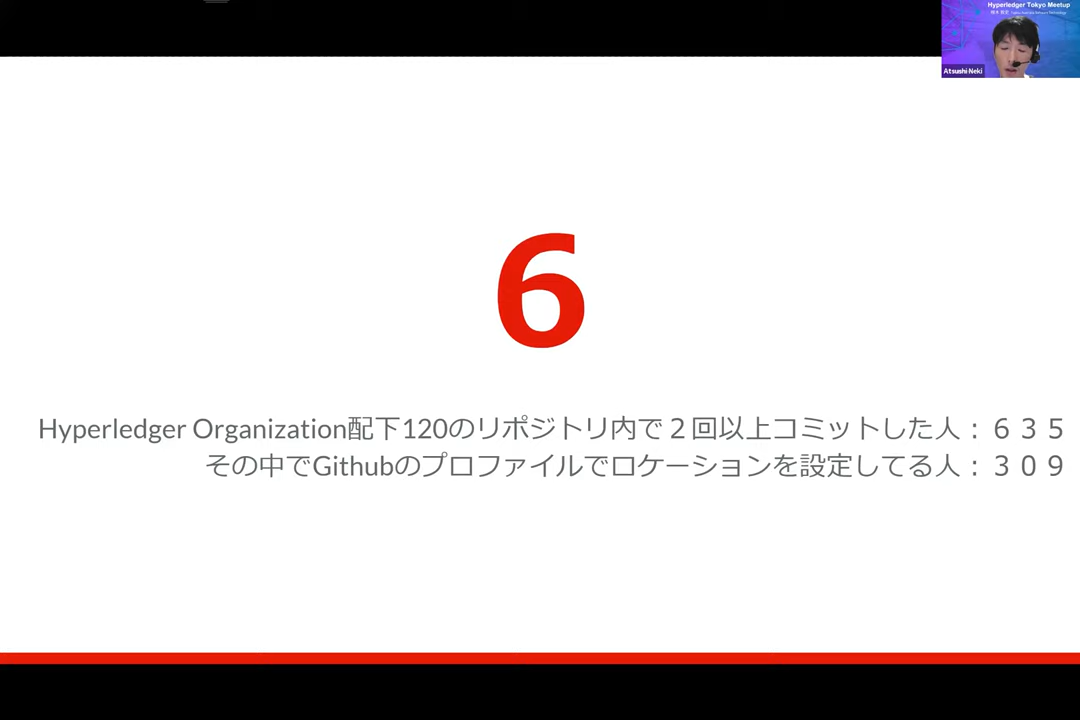 Hyperledger Tokyo Meetup
Atsushi Neki
6
Hyperledger Organization配下120のリポジトリ内で２回以上コミットした人：６３５
その中でGithubのプロファイルでロケーションを設定してる人：３０９